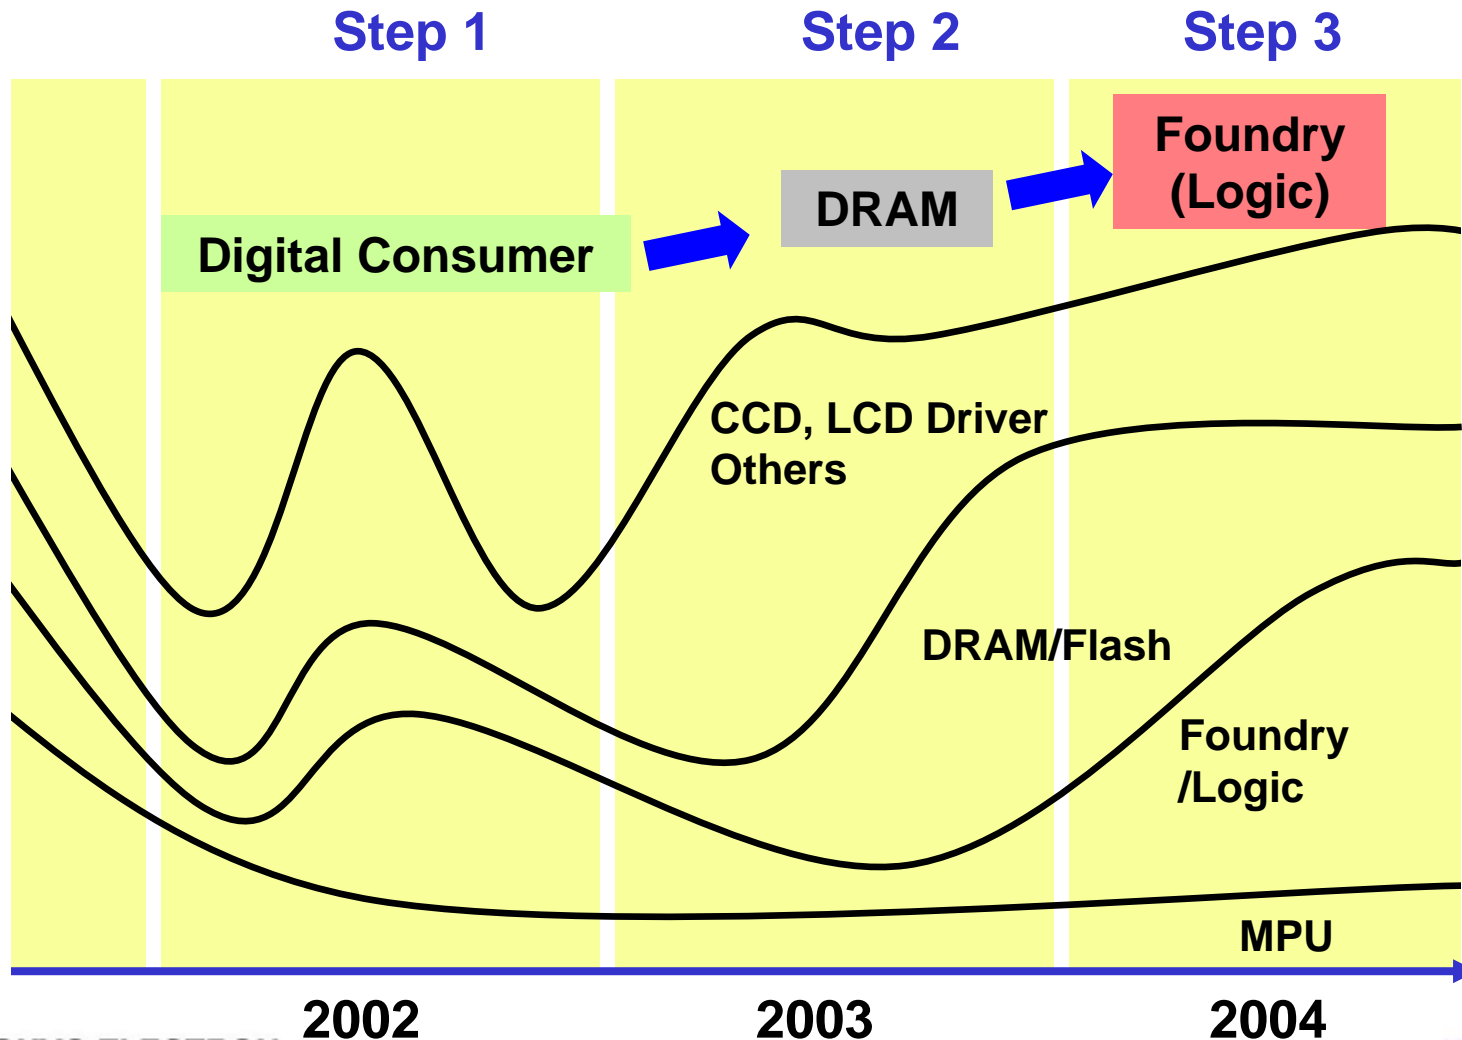 Step 1
Step 2
Step 3
Foundry
(Logic)
DRAM
Digital Consumer
CCD, LCD Driver
Others
DRAM/Flash
Foundry
/Logic
MPU
2002
2003
2004